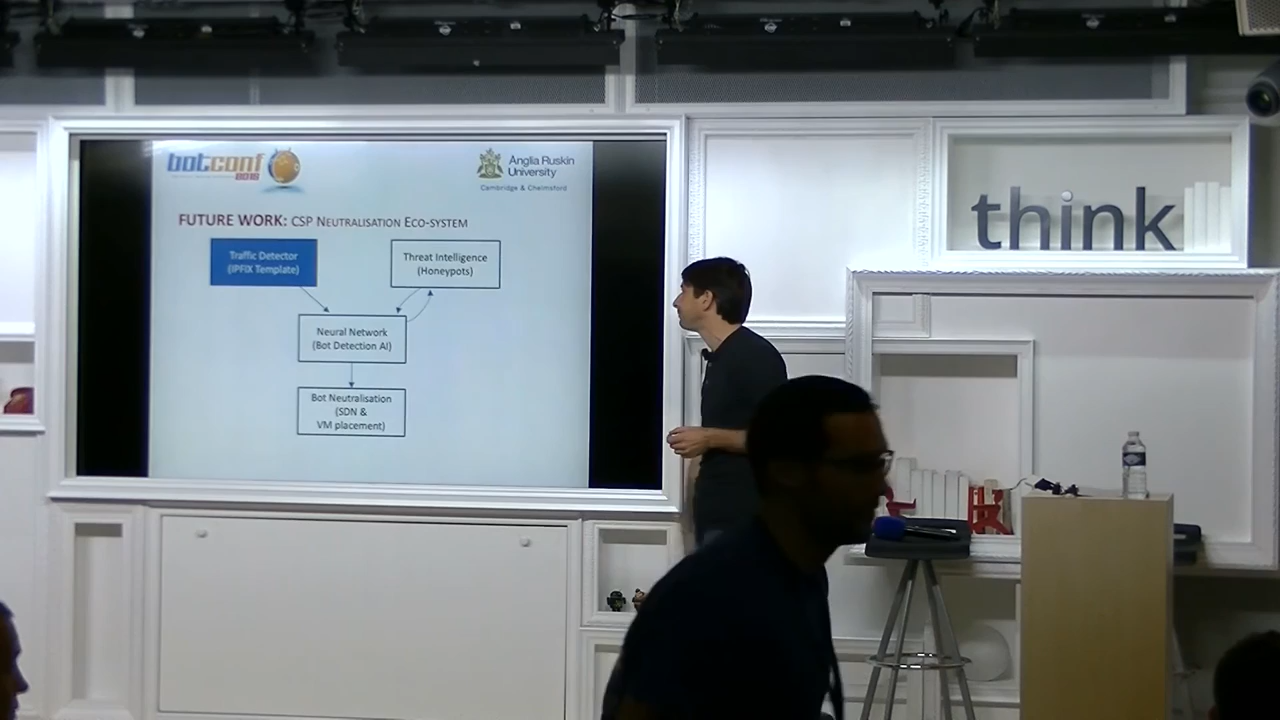 botconf
2015
Anglia Ruskin
University
Cambridge & Chelmsford
FUTURE WORK: CSP NEUTRALISATION ECO-SYSTEM
Traffic Detector
(IPFIX Template)
Threat Intelligence
(Honeypots)
Neural Network
(Bot Detection AI)
Bot Neutralisation
(SDN &
VM placement)
think